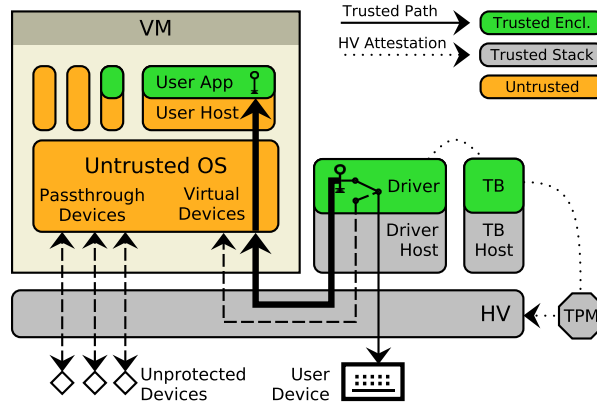 VM
Trusted Path
Trusted Encl.
HV Attestation
Trusted Stack
Untrusted
User App
User Host
Untrusted OS
Passthrough
Devices
Virtual
Devices
Driver
Driver
Host
TB
TB
Host
HV
TPM
Unprotected
Devices
User
Device